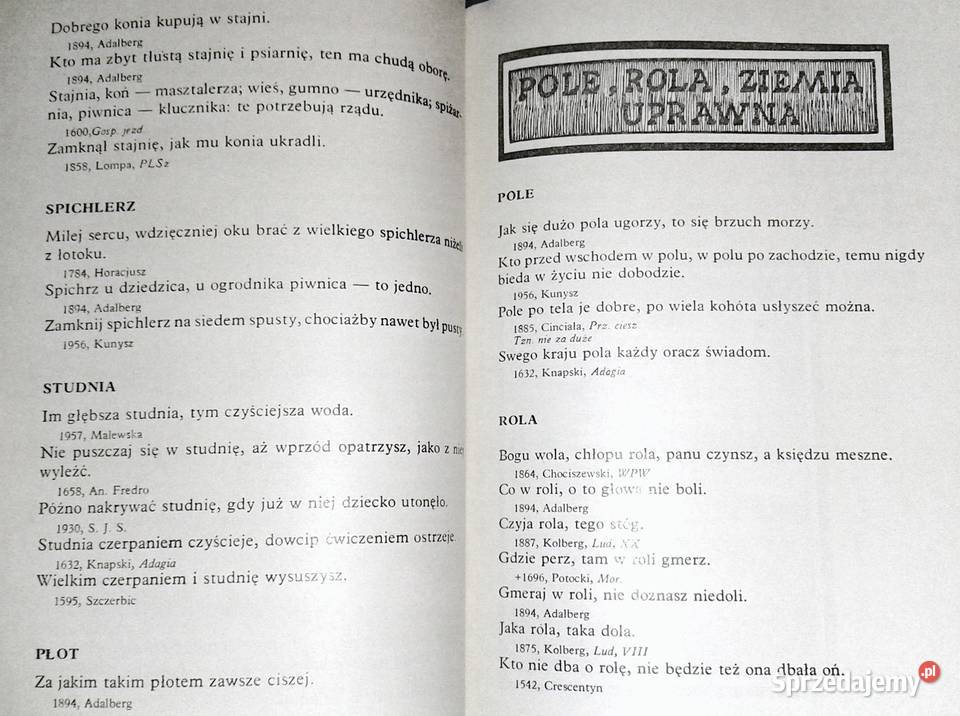 Dobrego konia kupują w stajni.
1894, Adalberg
Kto ma zbyt tłustą stajnię i psiarnię, ten ma chudą oborę.
1894, Adalberg
Stajnia, koń — masztalerza; wieś, gumno — urzędnika; spiżar-
nia, piwnica — klucznika: te potrzebują rządu.
1600, Gosp. jezd.
Zamknął stajnię, jak mu konia ukradli.
1858, Lompa, PLSz
SPICHLERZ
Milej sercu, wdzięczniej oku brać z wielkiego spichlerza niżeli
z łotoku.
1784, Horacjusz
Spichrz u dziedzica, u ogrodnika piwnica — to jedno.
1894, Adalberg
Zamknij spichlerz na siedem spusty, chociażby nawet był pusty.
1956, Kunysz
STUDNIA
Im głębsza studnia, tym czyściejsza woda.
1957, Malewska
Nie puszczaj się w studnię, aż wprzód opatrzysz, jako z niej
wyleźć.
1658, An. Fredro
Późno nakrywać studnię, gdy już w niej dziecko utonęło.
1930, S. J. S.
Studnia czerpaniem czyścieje, dowcip ćwiczeniem ostrzeje.
1632, Knapski, Adagia
Wielkim czerpaniem i studnię wysuszysz.
1595, Szczerbic
PŁOT
Za jakim takim płotem zawsze ciszej.
1894, Adalberg
POLE, ROLA, ZIEMIA
UPRAWNA
POLE
Jak się dużo pola ugorzy, to się brzuch morzy.
1894, Adalberg
Kto przed wschodem w polu, w polu po zachodzie, temu nigdy
bieda w życiu nie dobodzie.
1956, Kunysz
Pole po tela je dobre, po wiela kohóta usłyszeć można.
1885, Cinciała, Prz. ciesz.
Tzn. nie za duże
Swego kraju pola każdy oracz świadom.
1632, Knapski, Adagia
ROLA
Bogu wola, chłopu rola, panu czynsz, a księdzu meszne.
1864, Chociszewski, WPW
Co w roli, o to głowa nie boli.
1894, Adalberg
Czyja rola, tego stóg.
1887, Kolberg, Lud, XX
Gdzie perz, tam w roli gmerz.
+1696, Potocki, Mor.
Gmeraj w roli, nie doznasz niedoli.
1894, Adalberg
Jaka róla, taka dola.
1875, Kolberg, Lud, VIII
Kto nie dba o rolę, nie będzie też ona dbała oń.
1542, Crescentyn
Sprzedajemy .pl